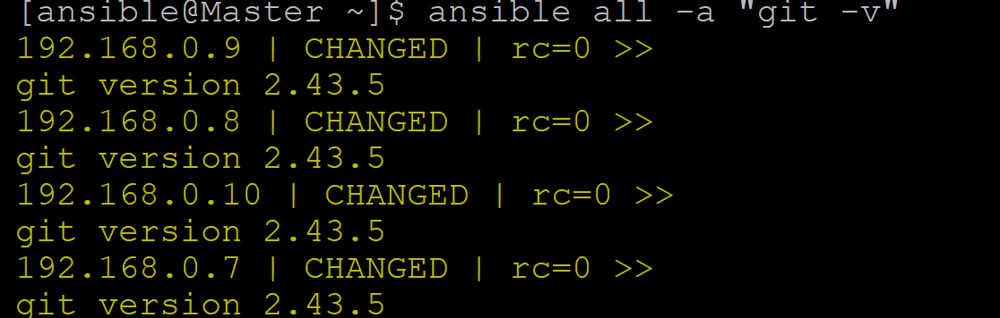 [ansible@Master ~]$ ansible all -a "git -v"
192.168.0.9 | CHANGED | rc=0 >>
git version 2.43.5
192.168.0.8 | CHANGED | rc=0 >>
git version 2.43.5
192.168.0.10 | CHANGED | rc=0 >>
git version 2.43.5
192.168.0.7 | CHANGED | rc=0 >>
git version 2.43.5